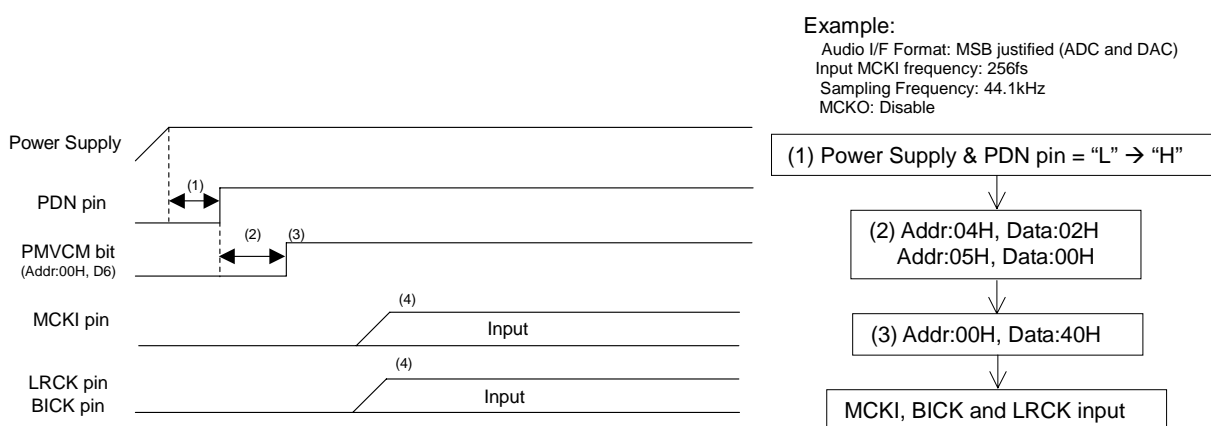 Example:
Audio I/F Format: MSB justified (ADC and DAC)
Input MCKI frequency: 256fs
Sampling Frequency: 44.1kHz
MCKO: Disable
Power Supply
(1)
PDN pin
(2)
(3)
PMVCM bit
(Addr:00H, D6)
(4)
MCKI pin
Input
(4)
LRCK pin
BICK pin
Input
(1) Power Supply & PDN pin = “L” → “H”
(2) Addr:04H, Data:02H
Addr:05H, Data:00H
(3) Addr:00H, Data:40H
MCKI, BICK and LRCK input